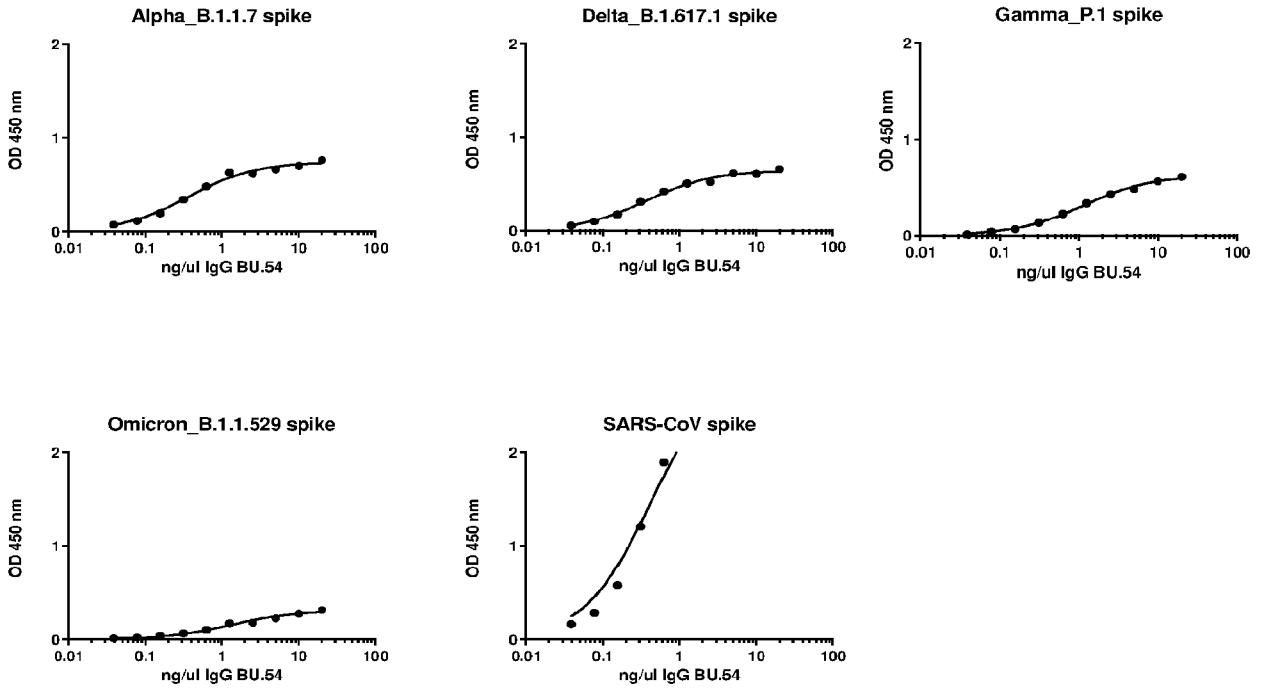 Alpha_B.1.1.7 spike
2
1
0
OD 450 nm
0.01 0.1 1 10 100
ng/ul IgG BU.54
Delta_B.1.617.1 spike
2
1
0
OD 450 nm
0.01 0.1 1 10 100
ng/ul IgG BU.54
Gamma_P.1 spike
2
1
0
OD 450 nm
0.01 0.1 1 10 100
ng/ul IgG BU.54
Omicron_B.1.1.529 spike
2
1
0
OD 450 nm
0.01 0.1 1 10 100
ng/ul IgG BU.54
SARS-CoV spike
2
1
0
OD 450 nm
0.01 0.1 1 10 100
ng/ul IgG BU.54